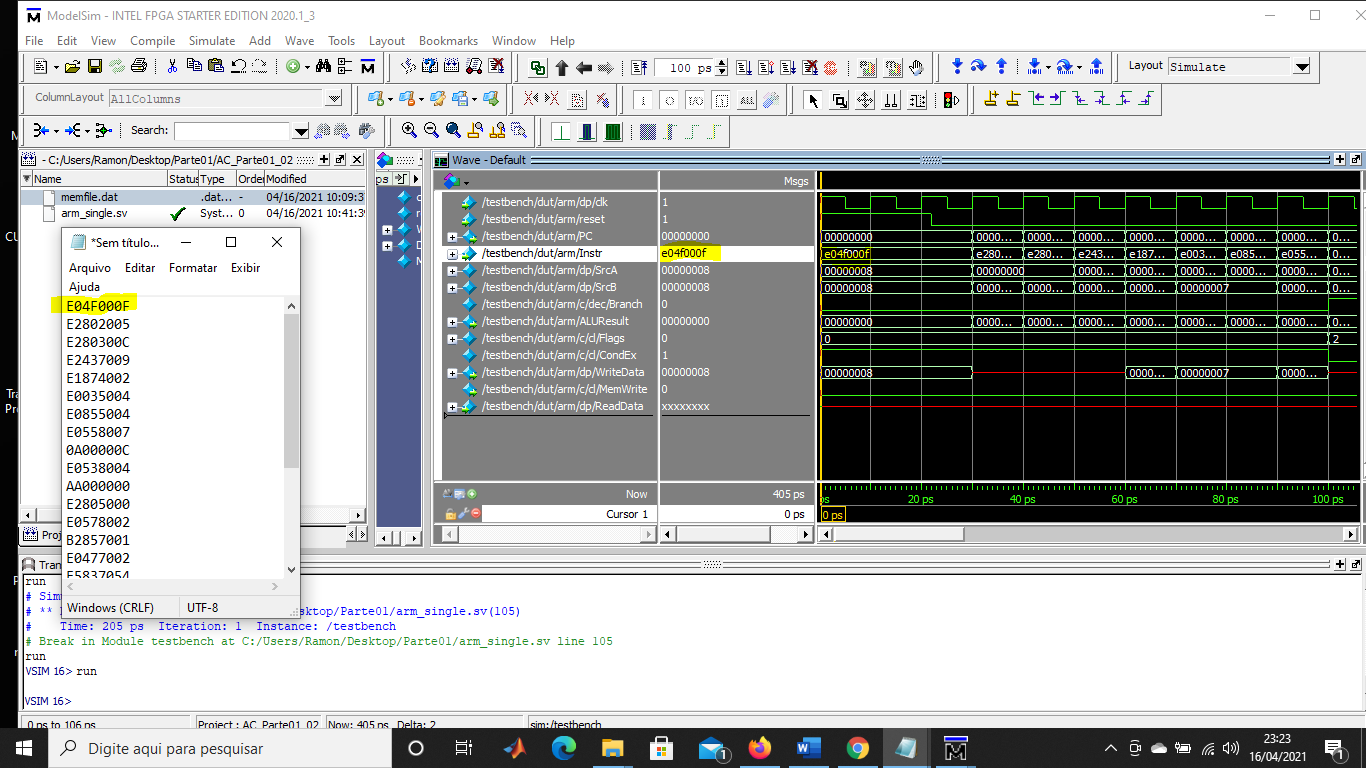 ModelSim - INTEL FPGA STARTER EDITION 2020.1_3
File Edit View Compile Simulate Add Wave Tools Layout Bookmarks Window Help
100 ps
Layout Simulate
ColumnLayout AllColumns
Search:
- C:/Users/Ramon/Desktop/Parte01/AC_Parte01_02
Name Status Type Order Modified
memfile.dat .dat... - 04/16/2021 10:09:3
arm_single.sv Syst... 0 04/16/2021 10:41:39
*Sem título...
Arquivo Editar Formatar Exibir
Ajuda
E04F000F
E2802005
E280300C
E2437009
E1874002
E0035004
E0855004
E0558007
0A00000C
E0538004
AA000000
E2805000
E0578002
B2857001
E0477002
E5837054
Windows (CRLF) UTF-8
Wave - Default
Msgs
/testbench/dut/arm/dp/clk 1
/testbench/dut/arm/reset 1
/testbench/dut/arm/PC 00000000 00000000 0000... 0000... 0000... 0000... 0000... 0000... 0000... 0...
/testbench/dut/arm/Instr e04f000f e04f000f e280... e280... e243... e187... e003... e085... e055... 0...
/testbench/dut/arm/dp/SrcA 00000008 00000008 00000000 0000... 0000... 0000... 0000... 0000... 0...
/testbench/dut/arm/dp/SrcB 00000008 00000008 0000... 0000... 0000... 0000... 00000007 0000... 0...
/testbench/dut/arm/c/dec/Branch 0
/testbench/dut/arm/ALUResult 00000000 00000000 0000... 0000... 0000... 0000... 0000... 0000... 0000... 0...
/testbench/dut/arm/c/cl/Flags 0 0 2
/testbench/dut/arm/c/cl/CondEx 1
/testbench/dut/arm/dp/WriteData 00000008 00000008 0000... 00000007 0000...
/testbench/dut/arm/c/cl/MemWrite 0
/testbench/dut/arm/dp/ReadData xxxxxxxx
Now 405 ps ps 20 ps 40 ps 60 ps 80 ps 100 ps
Cursor 1 0 ps 0 ps
run
# Sim
# ** sktop/Parte01/arm_single.sv(105)
# Time: 205 ps Iteration: 1 Instance: /testbench
# Break in Module testbench at C:/Users/Ramon/Desktop/Parte01/arm_single.sv line 105
run
VSIM 16> run
VSIM 16>
0 ps to 106 ps Project : AC_Parte01_02 Now: 405 ps Delta: 2 sim:/testbench
Digite aqui para pesquisar
1
23:23
16/04/2021
1